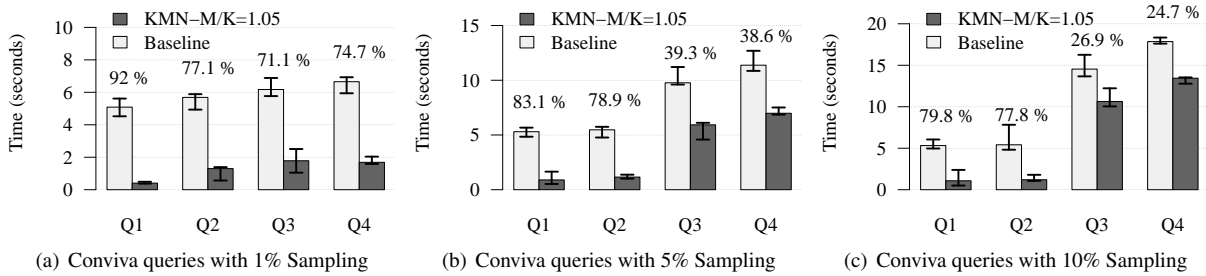 KMN−M/K=1.05
Baseline
Time (seconds)
10
8
6
4
2
0
92 %
77.1 %
71.1 %
74.7 %
Q1 Q2 Q3 Q4
(a) Conviva queries with 1% Sampling
KMN−M/K=1.05
Baseline
Time (seconds)
15
10
5
0
83.1 %
78.9 %
39.3 %
38.6 %
Q1 Q2 Q3 Q4
(b) Conviva queries with 5% Sampling
KMN−M/K=1.05
Baseline
Time (seconds)
20
15
10
5
0
79.8 %
77.8 %
26.9 %
24.7 %
Q1 Q2 Q3 Q4
(c) Conviva queries with 10% Sampling